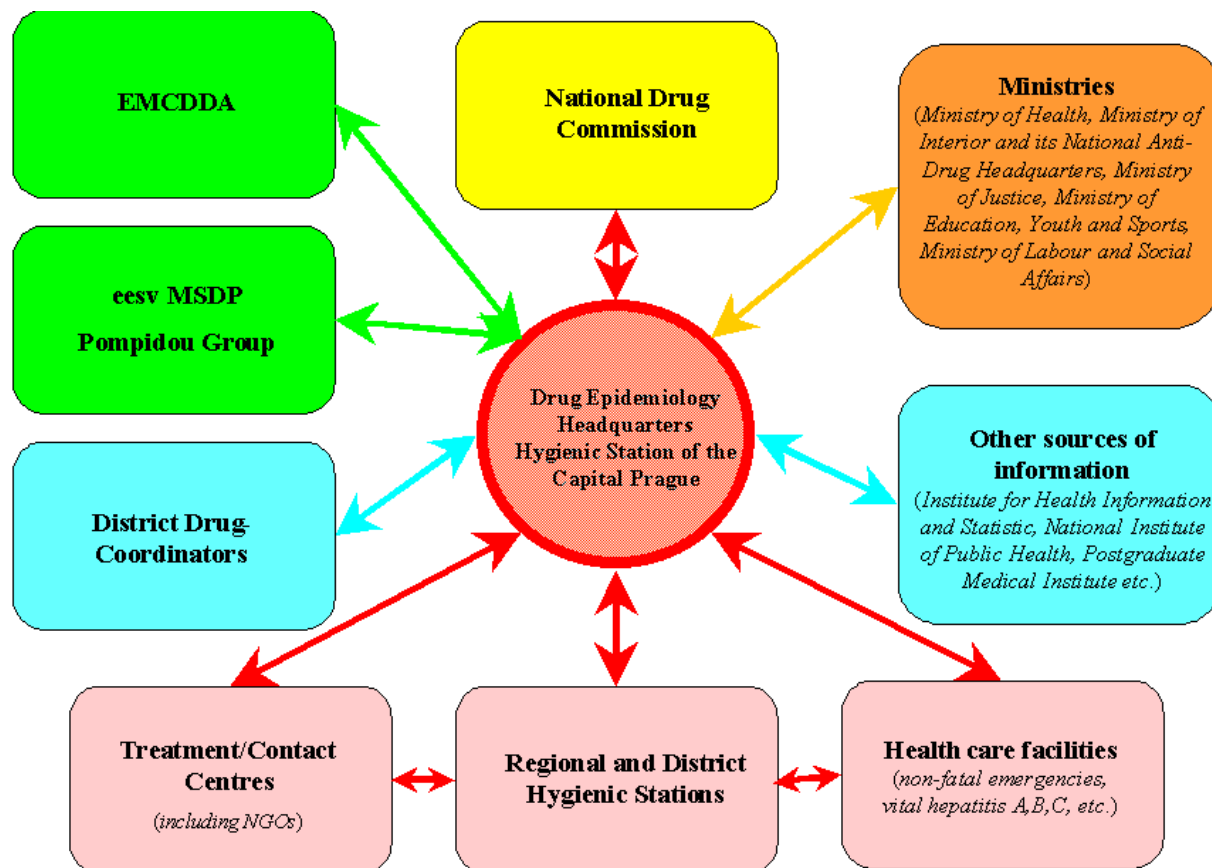 EMCDDA
National Drug
Commission
Ministries
(Ministry of Health, Ministry of
Interior and its National Anti-
Drug Headquarters, Ministry
of Justice, Ministry of
Education, Youth and Sports,
Ministry of Labour and Social
Affairs)
eesv MSDP
Pompidou Group
Drug Epidemiology
Headquarters
Hygienic Station of the
Capital Prague
District Drug-
Coordinators
Other sources of
information
(Institute for Health Information
and Statistic, National Institute
of Public Health, Postgraduate
Medical Institute etc.)
Treatment/Contact
Centres
(including NGOs)
Regional and District
Hygienic Stations
Health care facilities
(non-fatal emergencies,
vital hepatitis A,B,C, etc.)